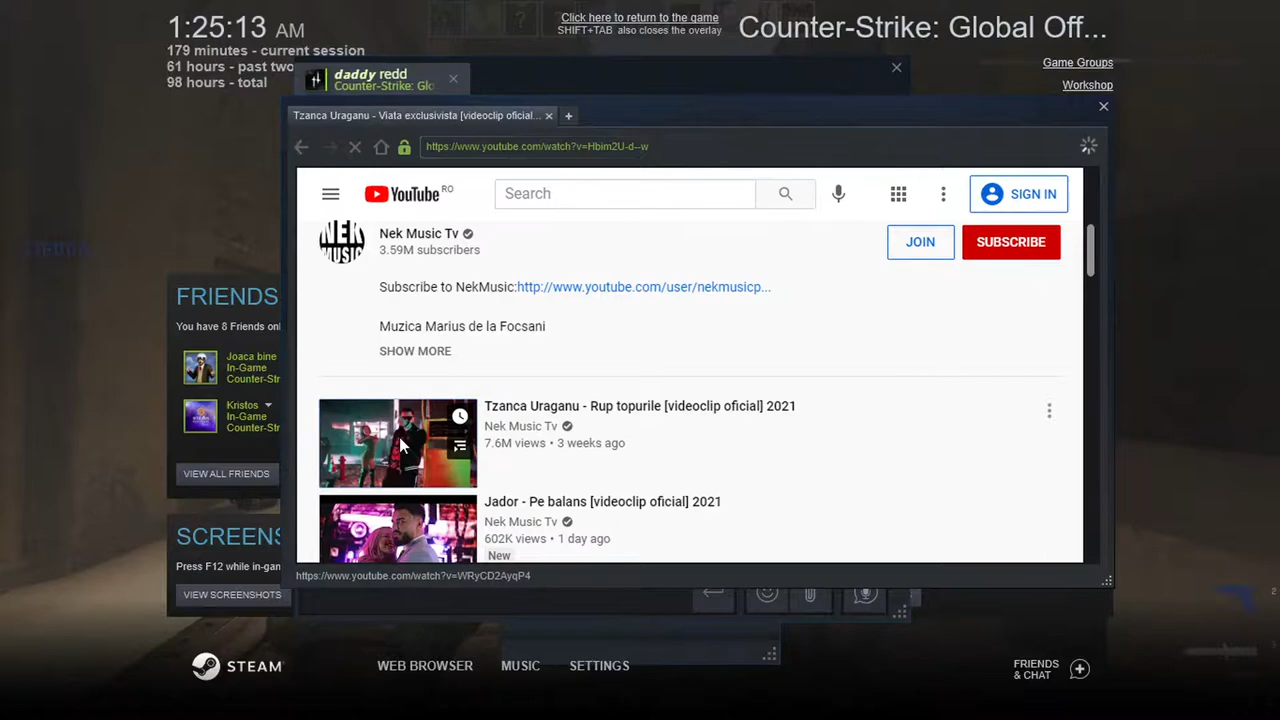 1:25:13 AM
179 minutes - current session
61 hours - past two
98 hours - total
Click here to return to the game
SHIFT+TAB also closes the overlay
Counter-Strike: Global Off...
Game Groups
Workshop
daddy redd
Counter-Strike: Glo
Tzanca Uraganu - Viata exclusivista [videoclip oficial...
https://www.youtube.com/watch?v=Hbim2U-d--w
YouTube RO
Search
SIGN IN
NEK
MUSIC
Nek Music Tv
3.59M subscribers
JOIN
SUBSCRIBE
Subscribe to NekMusic:http://www.youtube.com/user/nekmusicp...
Muzica Marius de la Focsani
SHOW MORE
Tzanca Uraganu - Rup topurile [videoclip oficial] 2021
Nek Music Tv
7.6M views • 3 weeks ago
Jador - Pe balans [videoclip oficial] 2021
Nek Music Tv
602K views • 1 day ago
New
https://www.youtube.com/watch?v=WRyCD2AyqP4
FRIENDS
You have 8 Friends onl
Joaca bine
In-Game
Counter-Str
Kristos
In-Game
Counter-Str
VIEW ALL FRIENDS
SCREENS
Press F12 while in-gam
VIEW SCREENSHOTS
STEAM
WEB BROWSER
MUSIC
SETTINGS
FRIENDS
& CHAT